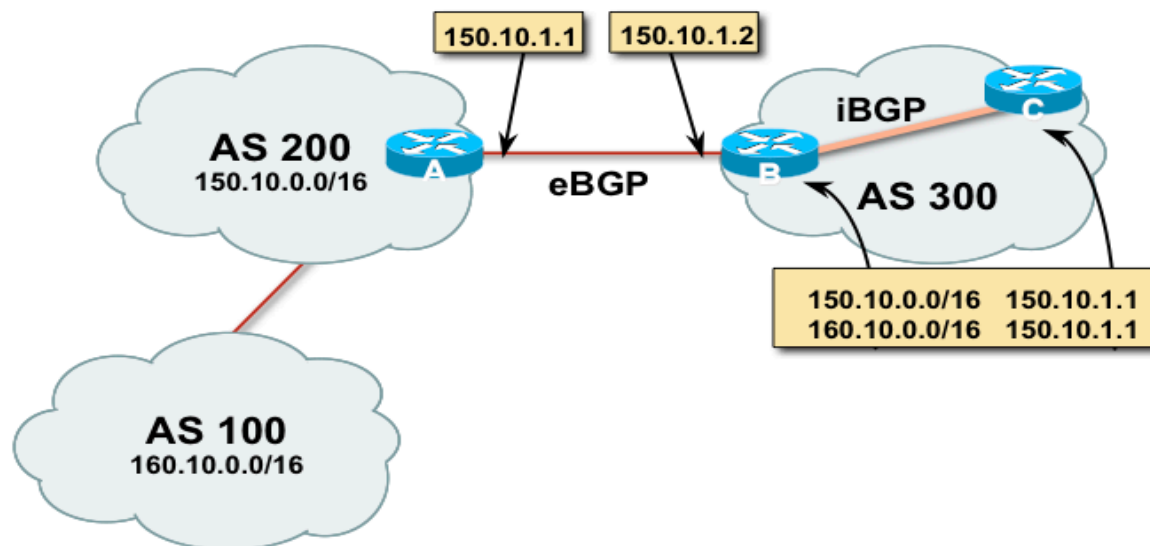 150.10.1.1
150.10.1.2
iBGP
C
AS 200
150.10.0.0/16
A
eBGP
B
AS 300
150.10.0.0/16 150.10.1.1
160.10.0.0/16 150.10.1.1
AS 100
160.10.0.0/16